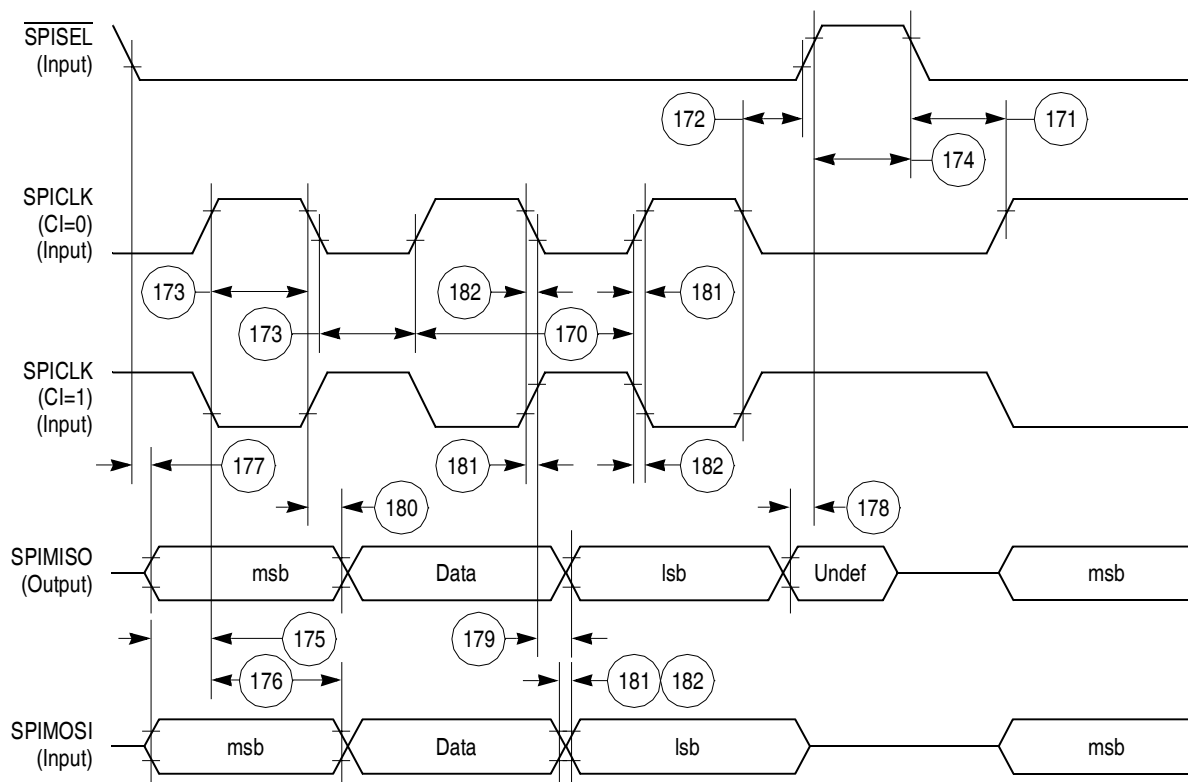 SPISEL
(Input)
172
171
174
SPICLK
(CI=0)
(Input)
173
182
181
173
170
SPICLK
(CI=1)
(Input)
177
181
182
180
178
SPIMISO
(Output)
msb
Data
lsb
Undef
msb
175
179
176
181
182
SPIMOSI
(Input)
msb
Data
lsb
msb